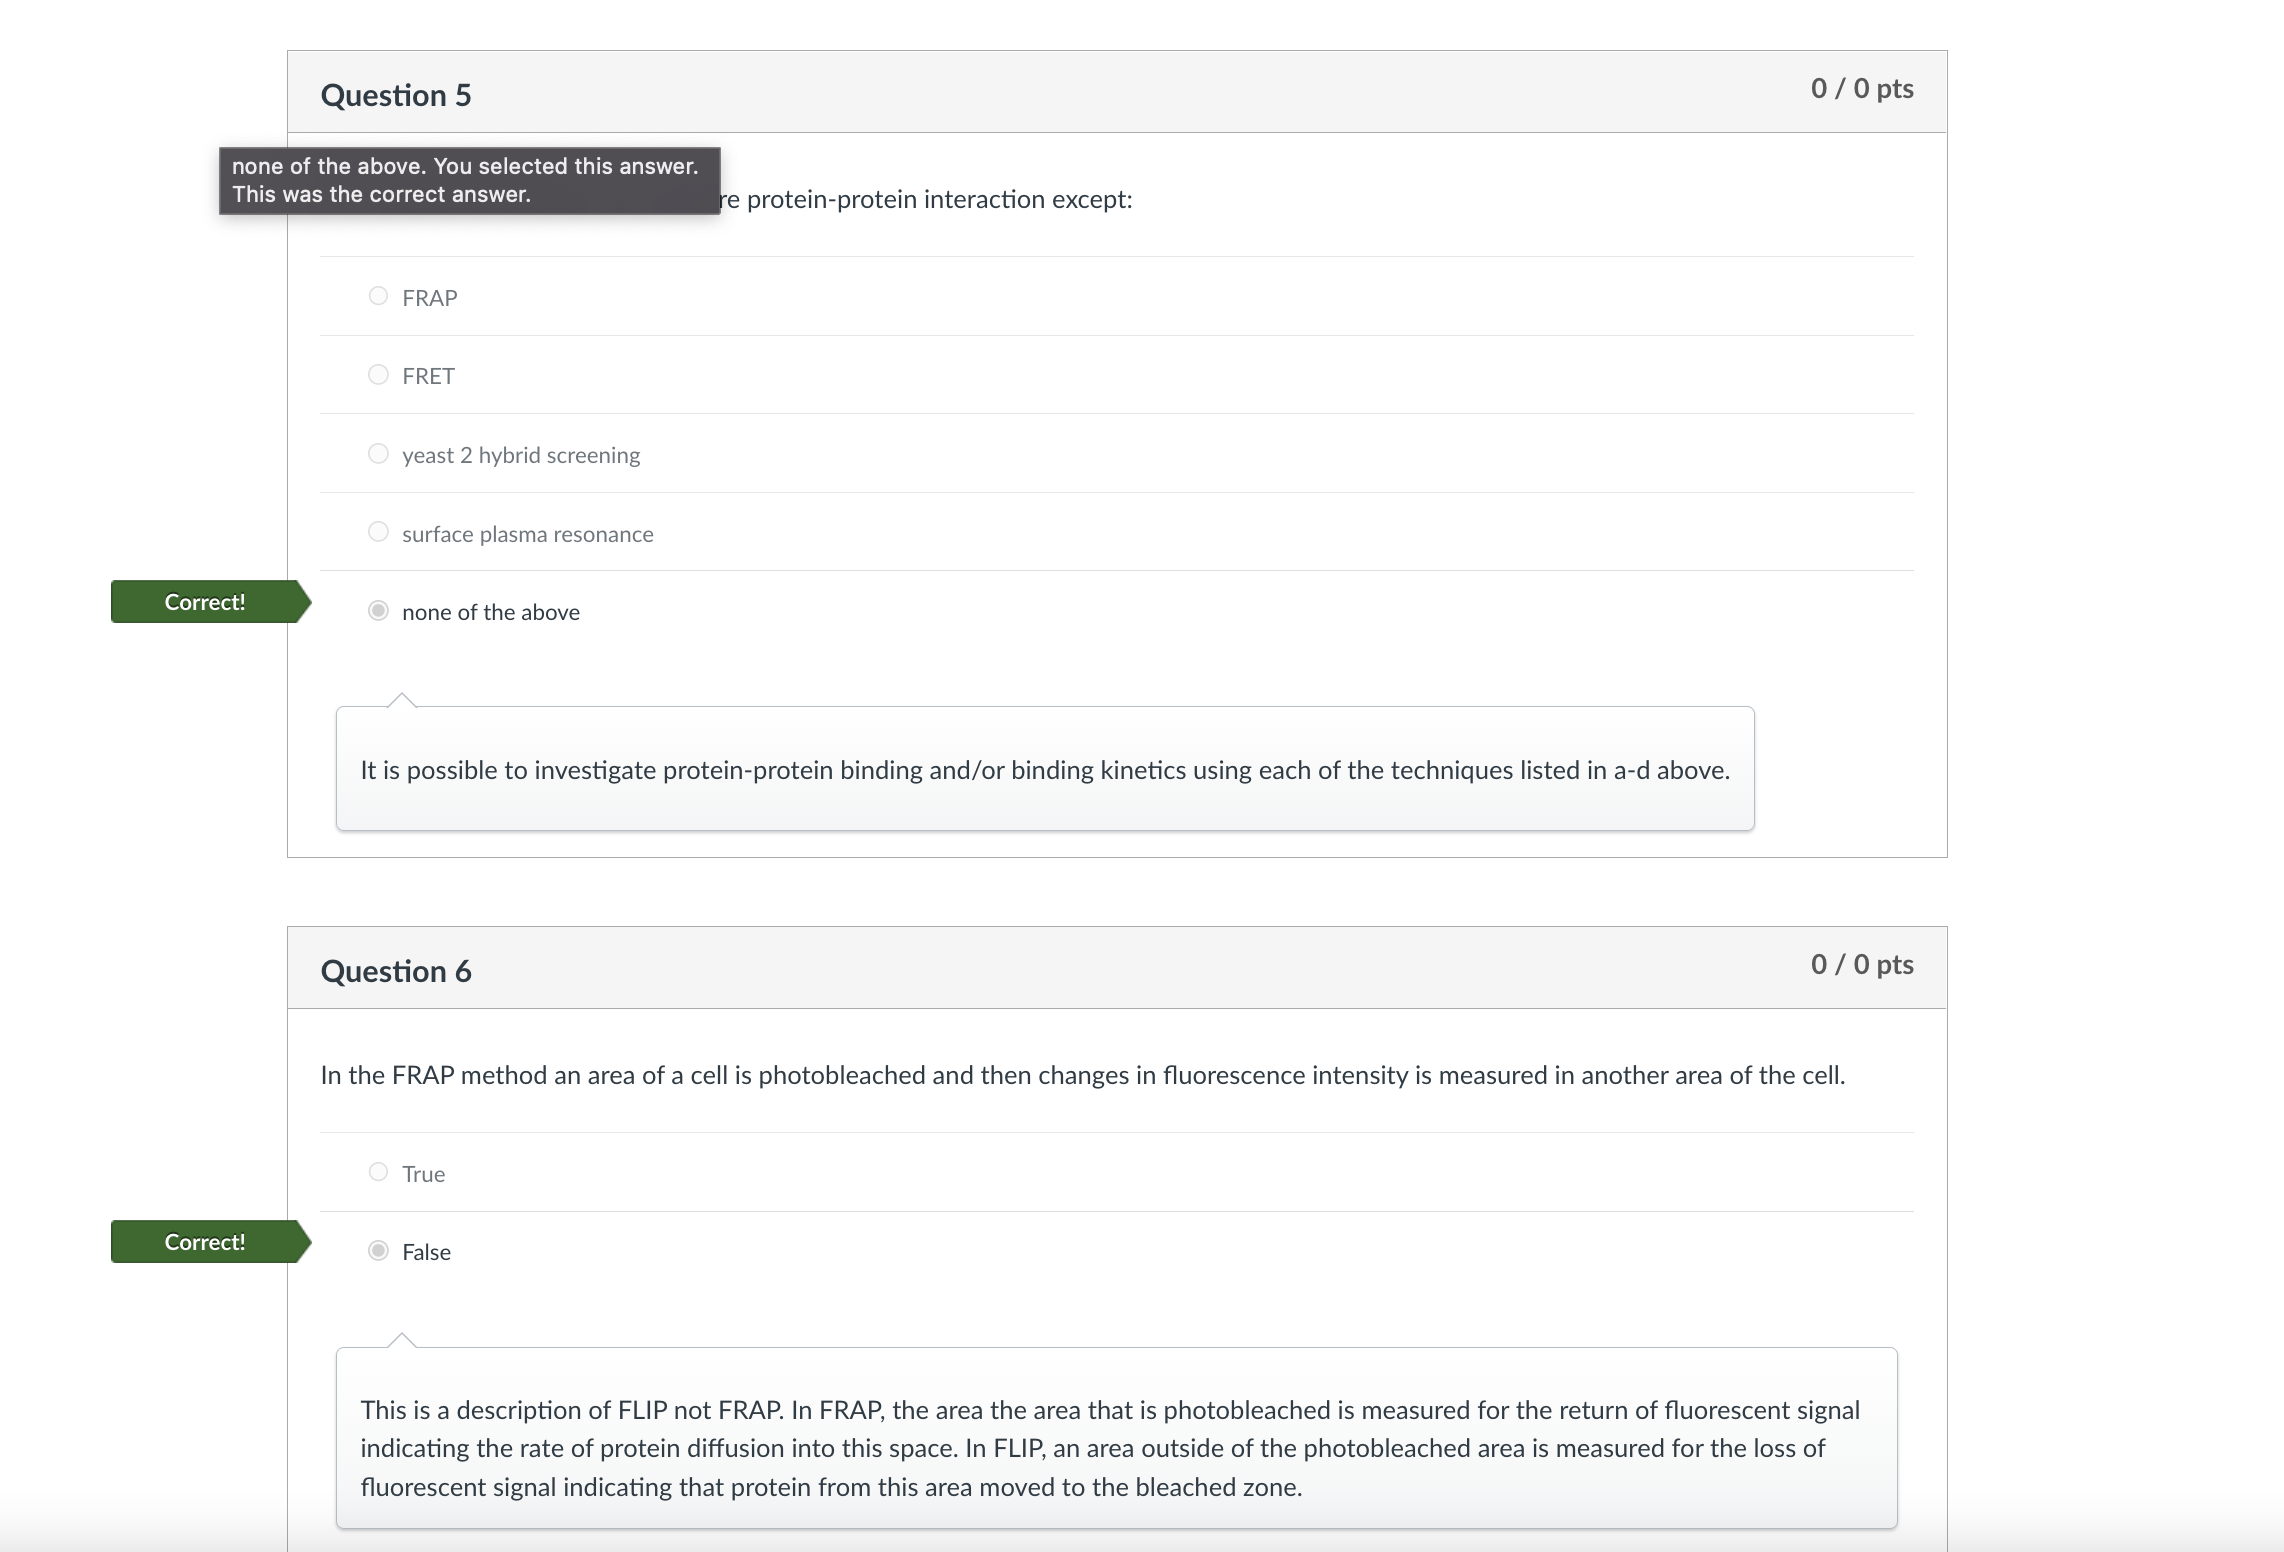 Question 5
0 / 0 pts
none of the above. You selected this answer.
This was the correct answer.
protein-protein interaction except:
FRAP
FRET
yeast 2 hybrid screening
surface plasma resonance
Correct!
none of the above
It is possible to investigate protein-protein binding and/or binding kinetics using each of the techniques listed in a-d above.
Question 6
0 / 0 pts
In the FRAP method an area of a cell is photobleached and then changes in fluorescence intensity is measured in another area of the cell.
True
Correct!
False
This is a description of FLIP not FRAP. In FRAP, the area the area that is photobleached is measured for the return of fluorescent signal
indicating the rate of protein diffusion into this space. In FLIP, an area outside of the photobleached area is measured for the loss of
fluorescent signal indicating that protein from this area moved to the bleached zone.